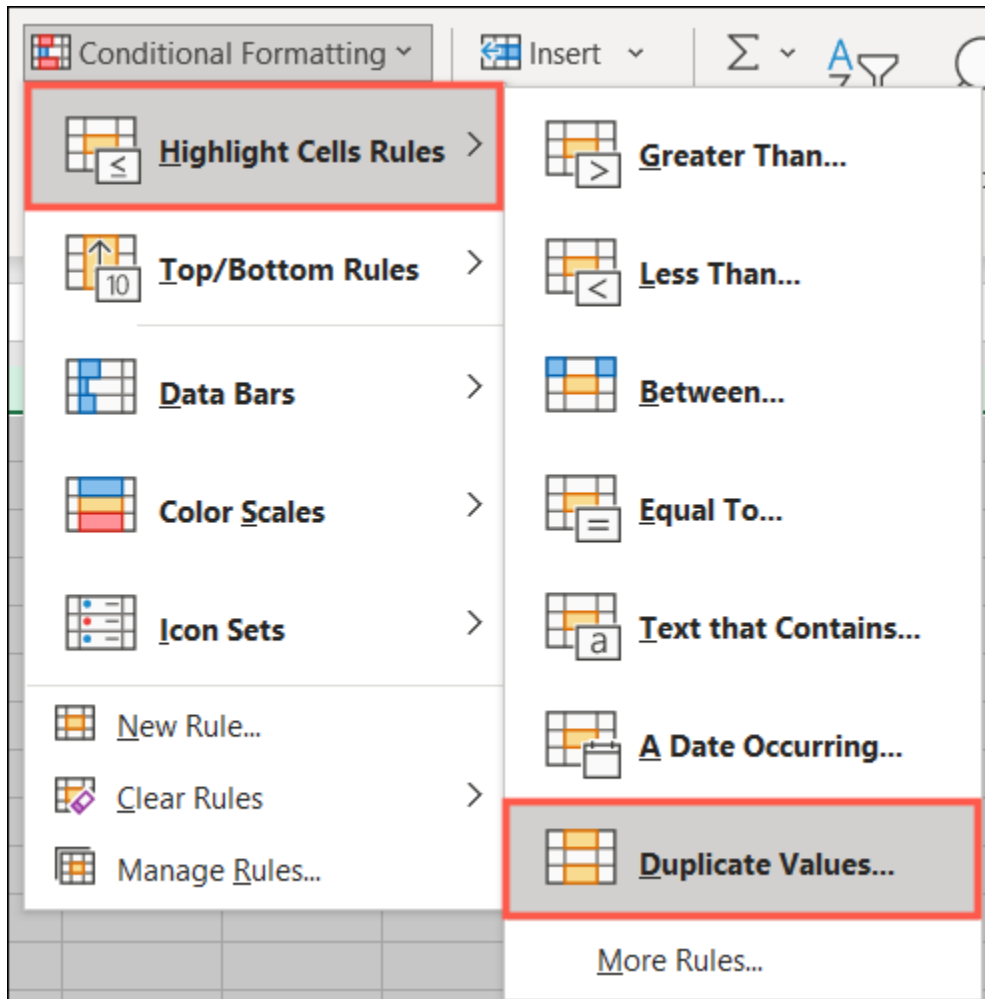 Conditional Formatting
Insert
Σ
A
Z
Highlight Cells Rules
≤
Top/Bottom Rules
10
Data Bars
Color Scales
Icon Sets
New Rule...
Clear Rules
Manage Rules...
Greater Than...
>
Less Than...
<
Between...
Equal To...
=
Text that Contains...
a
A Date Occurring...
Duplicate Values...
More Rules...